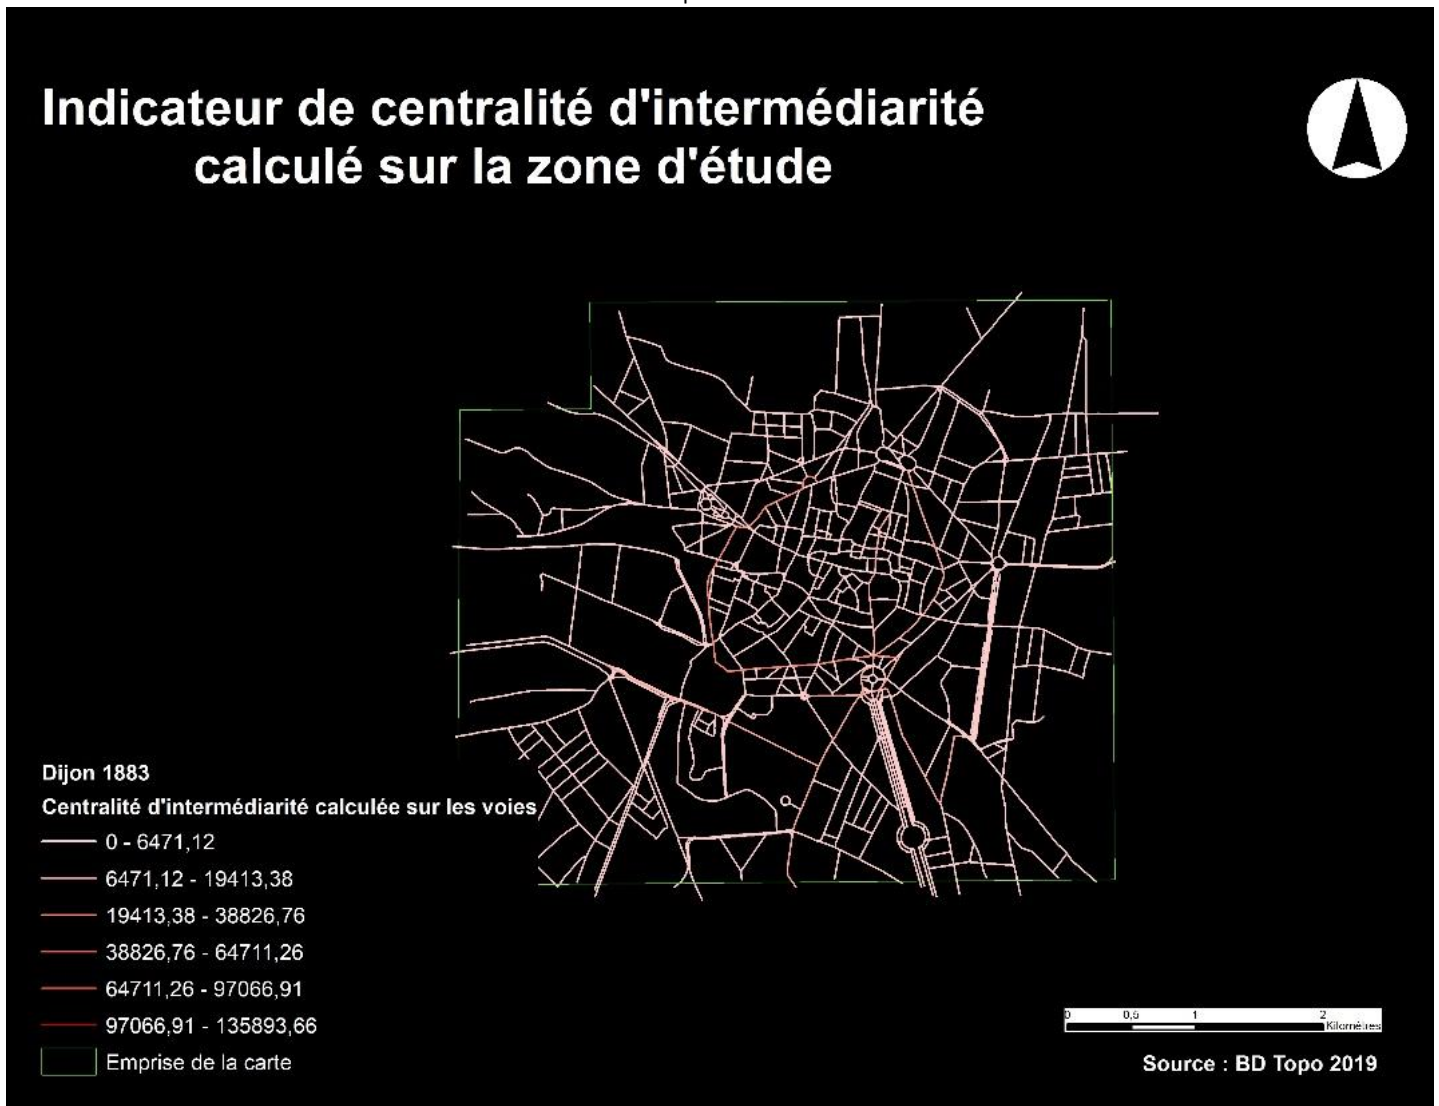 Indicateur de centralité d'intermédiarité
calculé sur la zone d'étude
Dijon 1883
Centralité d'intermédiarité calculée sur les voies
0 - 6471,12
6471,12 - 19413,38
19413,38 - 38826,76
38826,76 - 64711,26
64711,26 - 97066,91
97066,91 - 135893,66
Emprise de la carte
0 0,5 1 2
Kilomètres
Source : BD Topo 2019